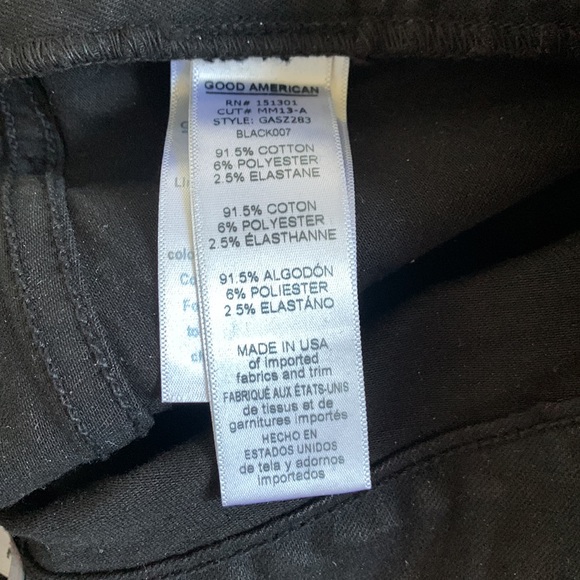 GOOD AMERICAN
RN# 151301
CUT# MM13-A
STYLE: GASZ283
BLACK007
91.5% COTTON
6% POLYESTER
2.5% ELASTANE
91.5% COTON
6% POLYESTER
2.5% ÉLASTHANNE
91.5% ALGODÓN
6% POLIESTER
2 5% ELASTÁNO
MADE IN USA
of imported
fabrics and trim
FABRIQUÉ AUX ÉTATS-UNIS
de tissus et de
garnitures importés
HECHO EN
ESTADOS UNIDOS
de tela y adornos
importados